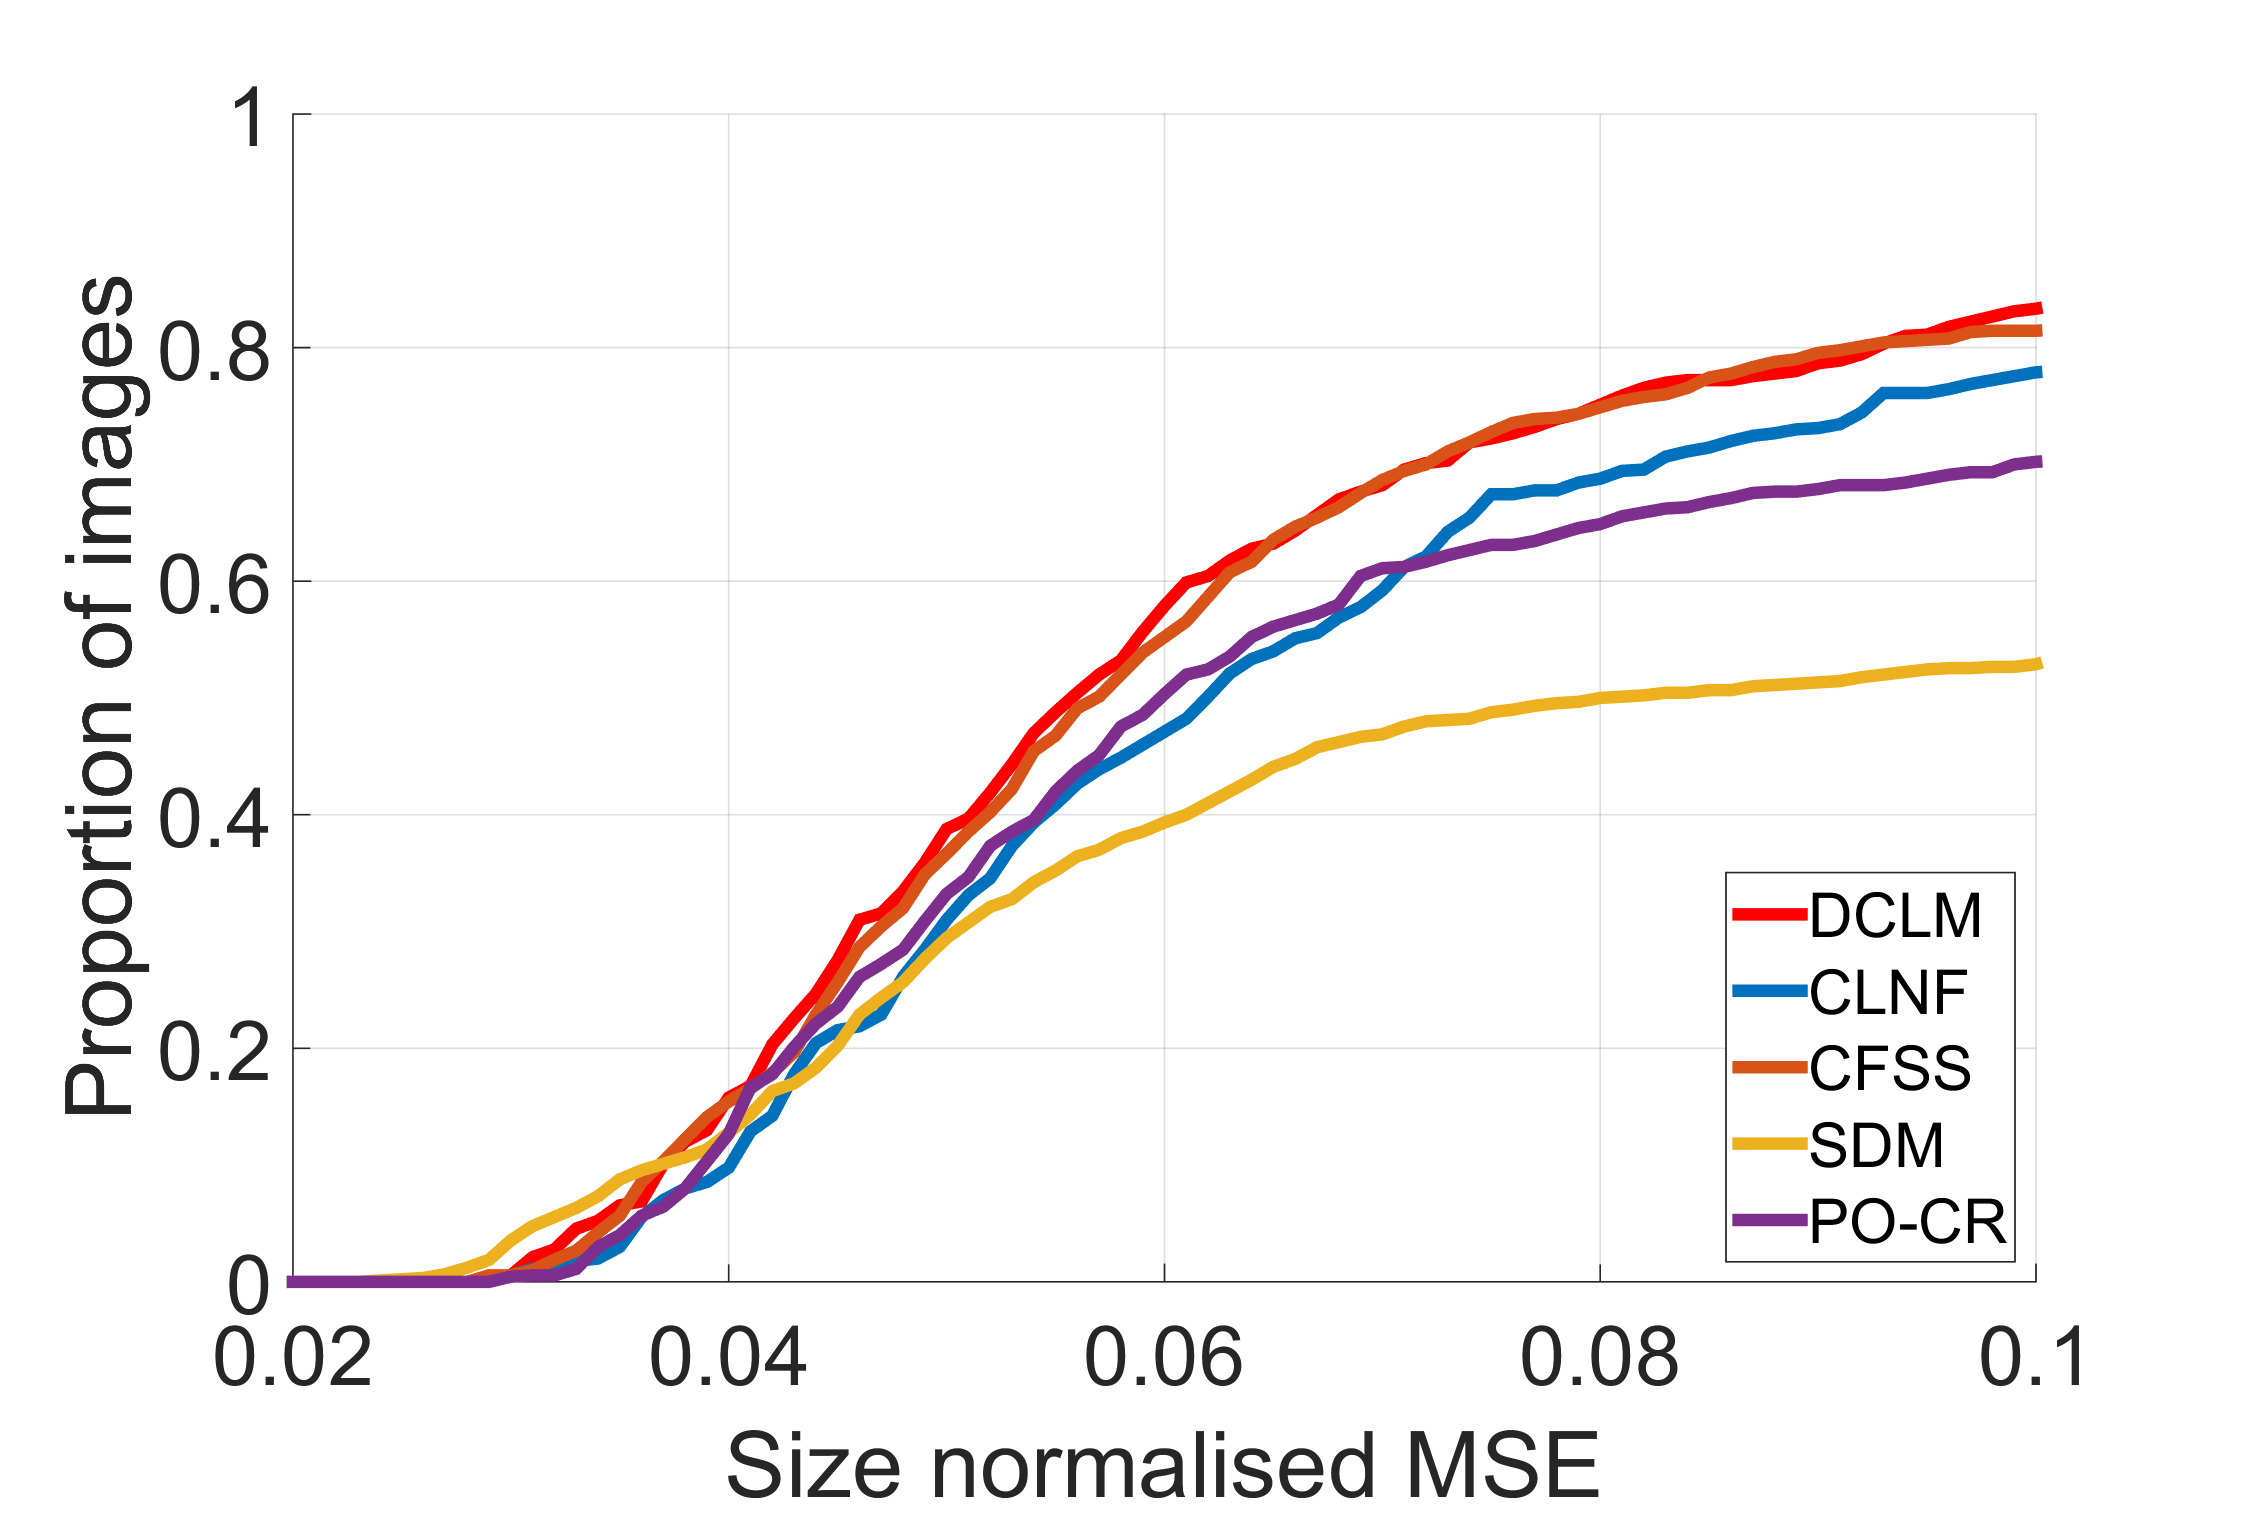 Proportion of images
1
0.8
0.6
0.4
0.2
0
0.02 0.04 0.06 0.08 0.1
Size normalised MSE
DCLM
CLNF
CFSS
SDM
PO-CR